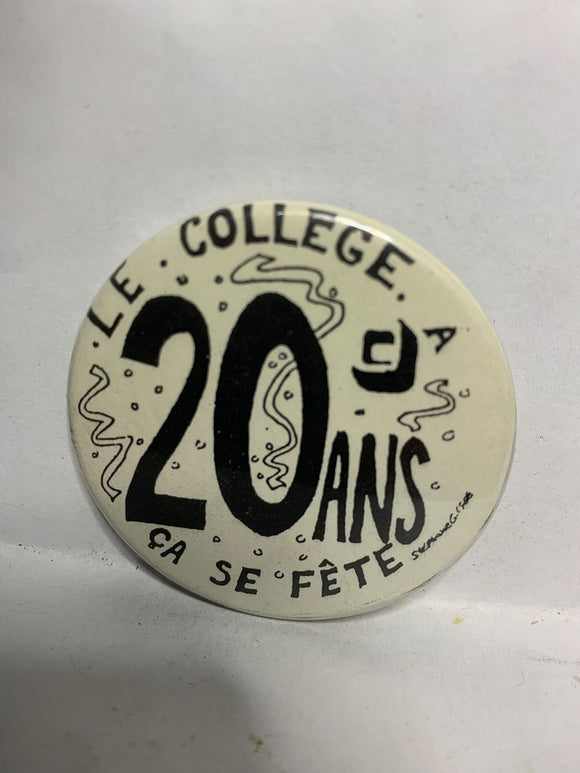 LE · COLLÈGE · A
20 ANS
ÇA SE FÊTE